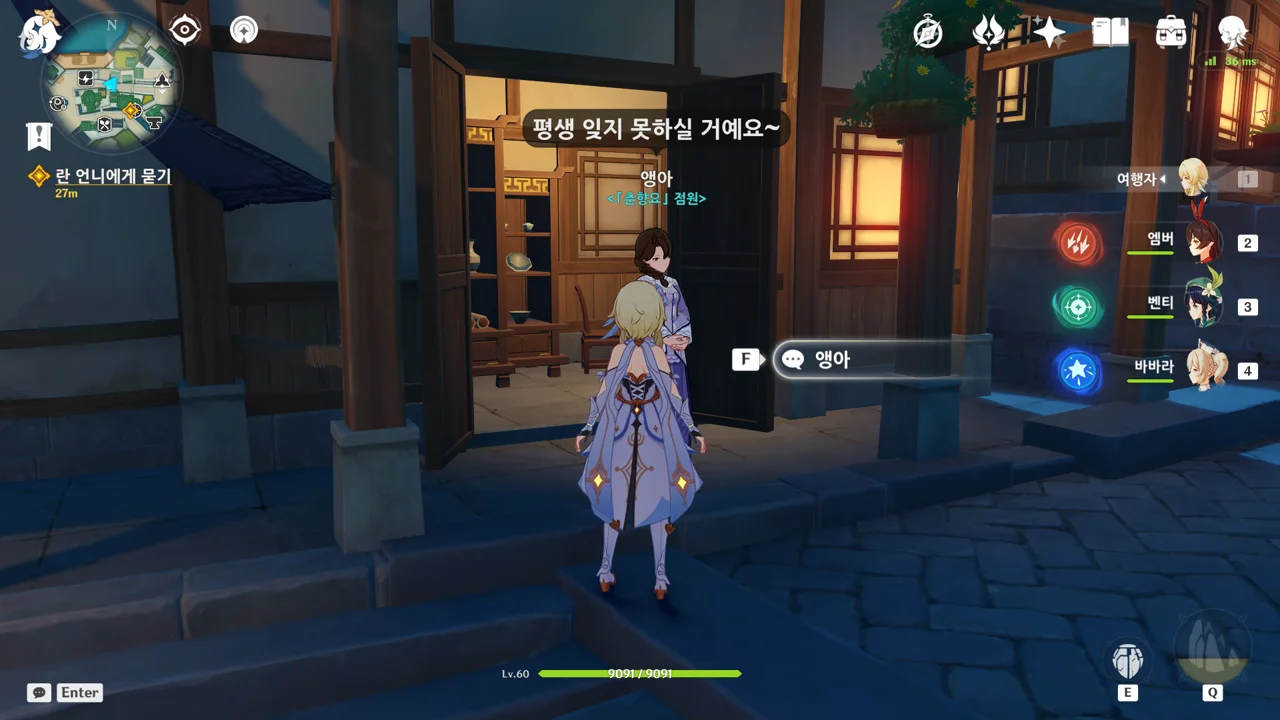 N
36 ms
란 언니에게 묻기
27m
평생 잊지 못하실 거예요~
앵아
<「춘향요」 점원>
여행자
1
엠버
2
벤티
3
바바라
4
F
앵아
Lv.60
9091 / 9091
Enter
E
Q